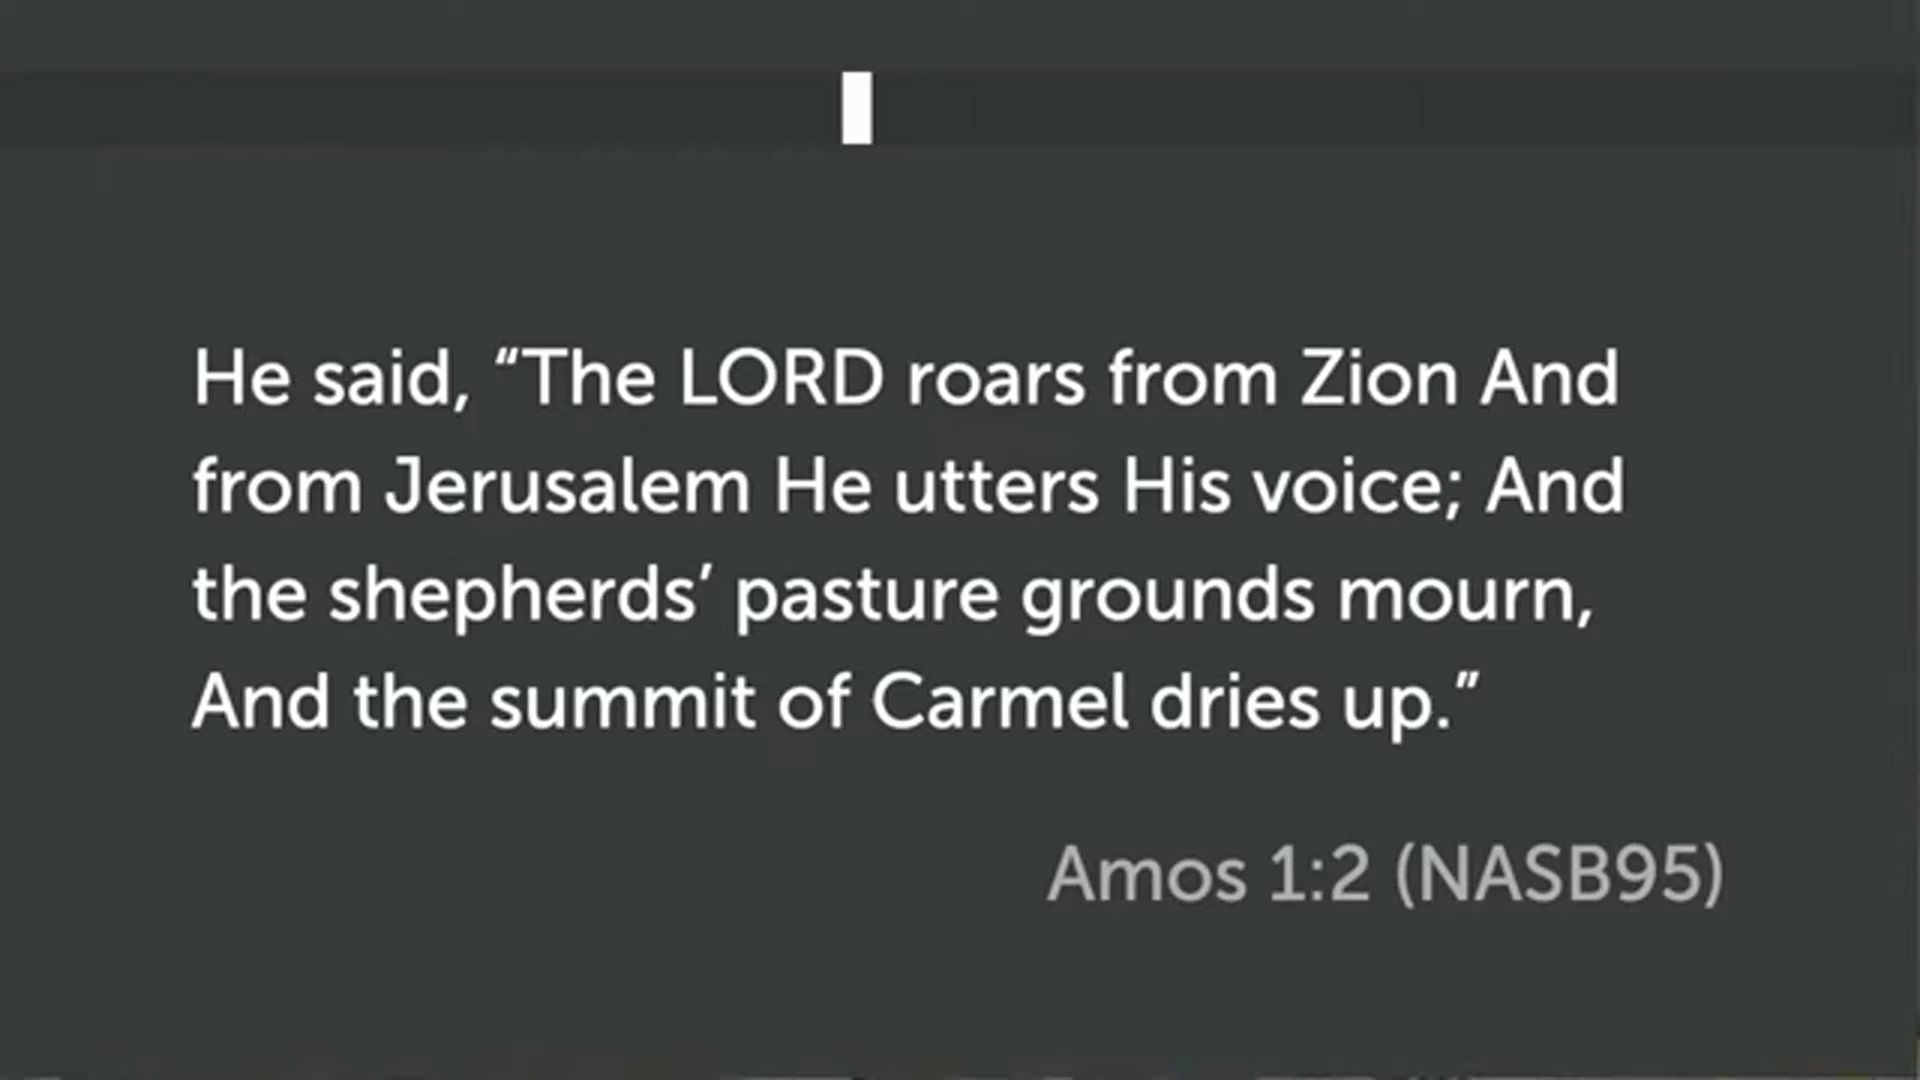 He said, “The LORD roars from Zion And
from Jerusalem He utters His voice; And
the shepherds’ pasture grounds mourn,
And the summit of Carmel dries up.”
Amos 1:2 (NASB95)